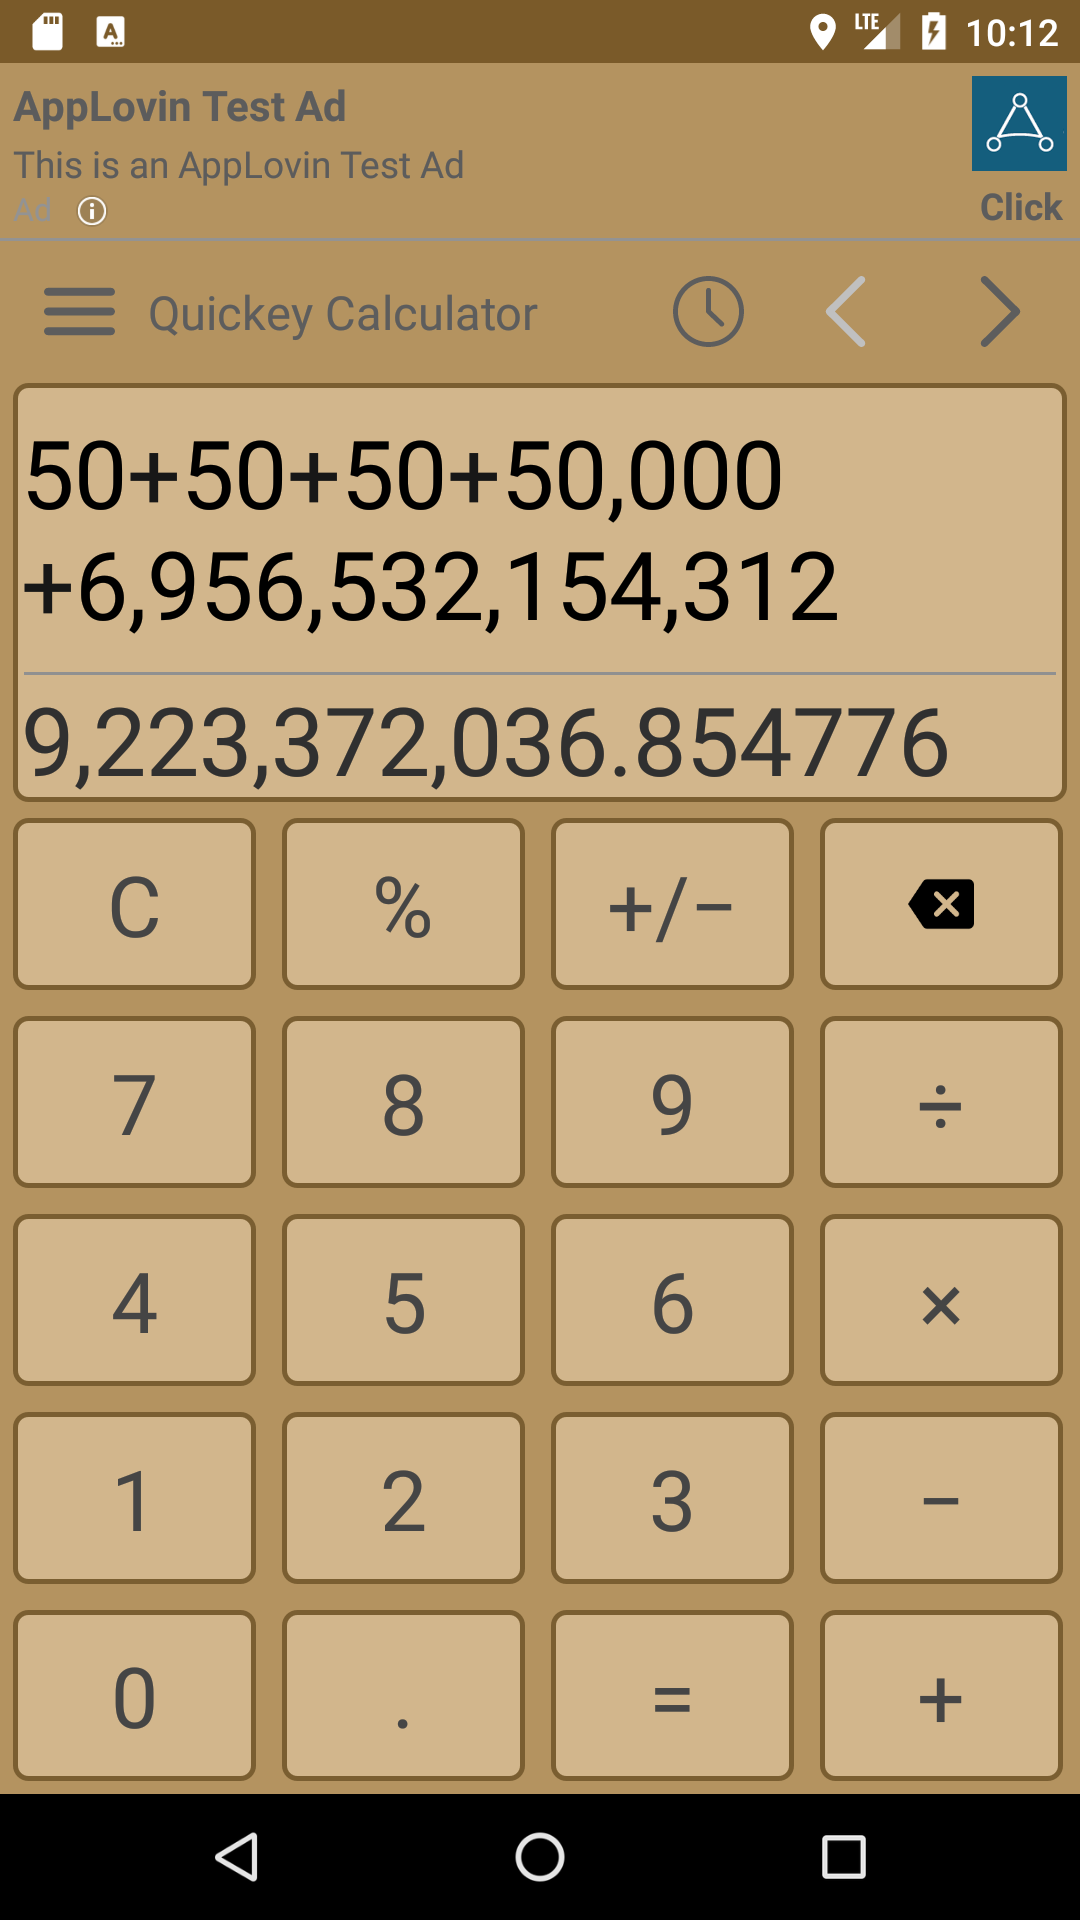 LTE 10:12
AppLovin Test Ad
This is an AppLovin Test Ad
Ad
Click
Quickey Calculator
50+50+50+50,000
+6,956,532,154,312
9,223,372,036.854776
C % +/−
7 8 9 ÷
4 5 6 ×
1 2 3 −
0 . = +